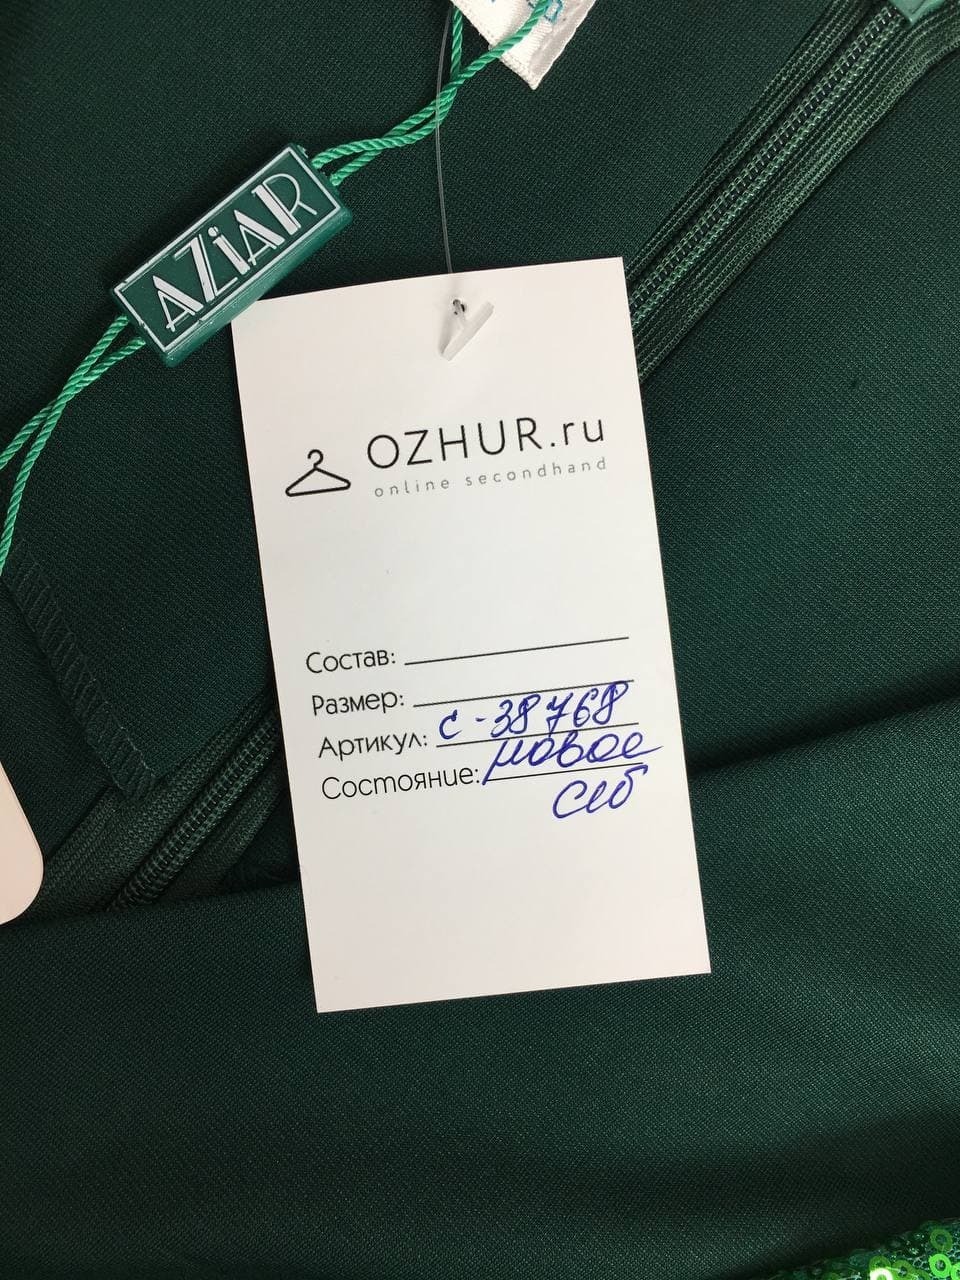 AZiAR
OZHUR.ru
online secondhand
Состав:
Размер:
Артикул: с-38768
Состояние: новое